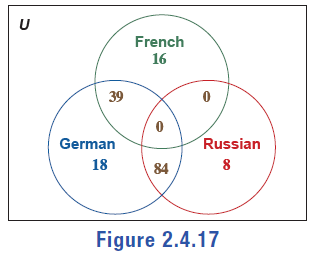 U
French
16
39 0
0
German Russian
18 84 8
Figure 2.4.17